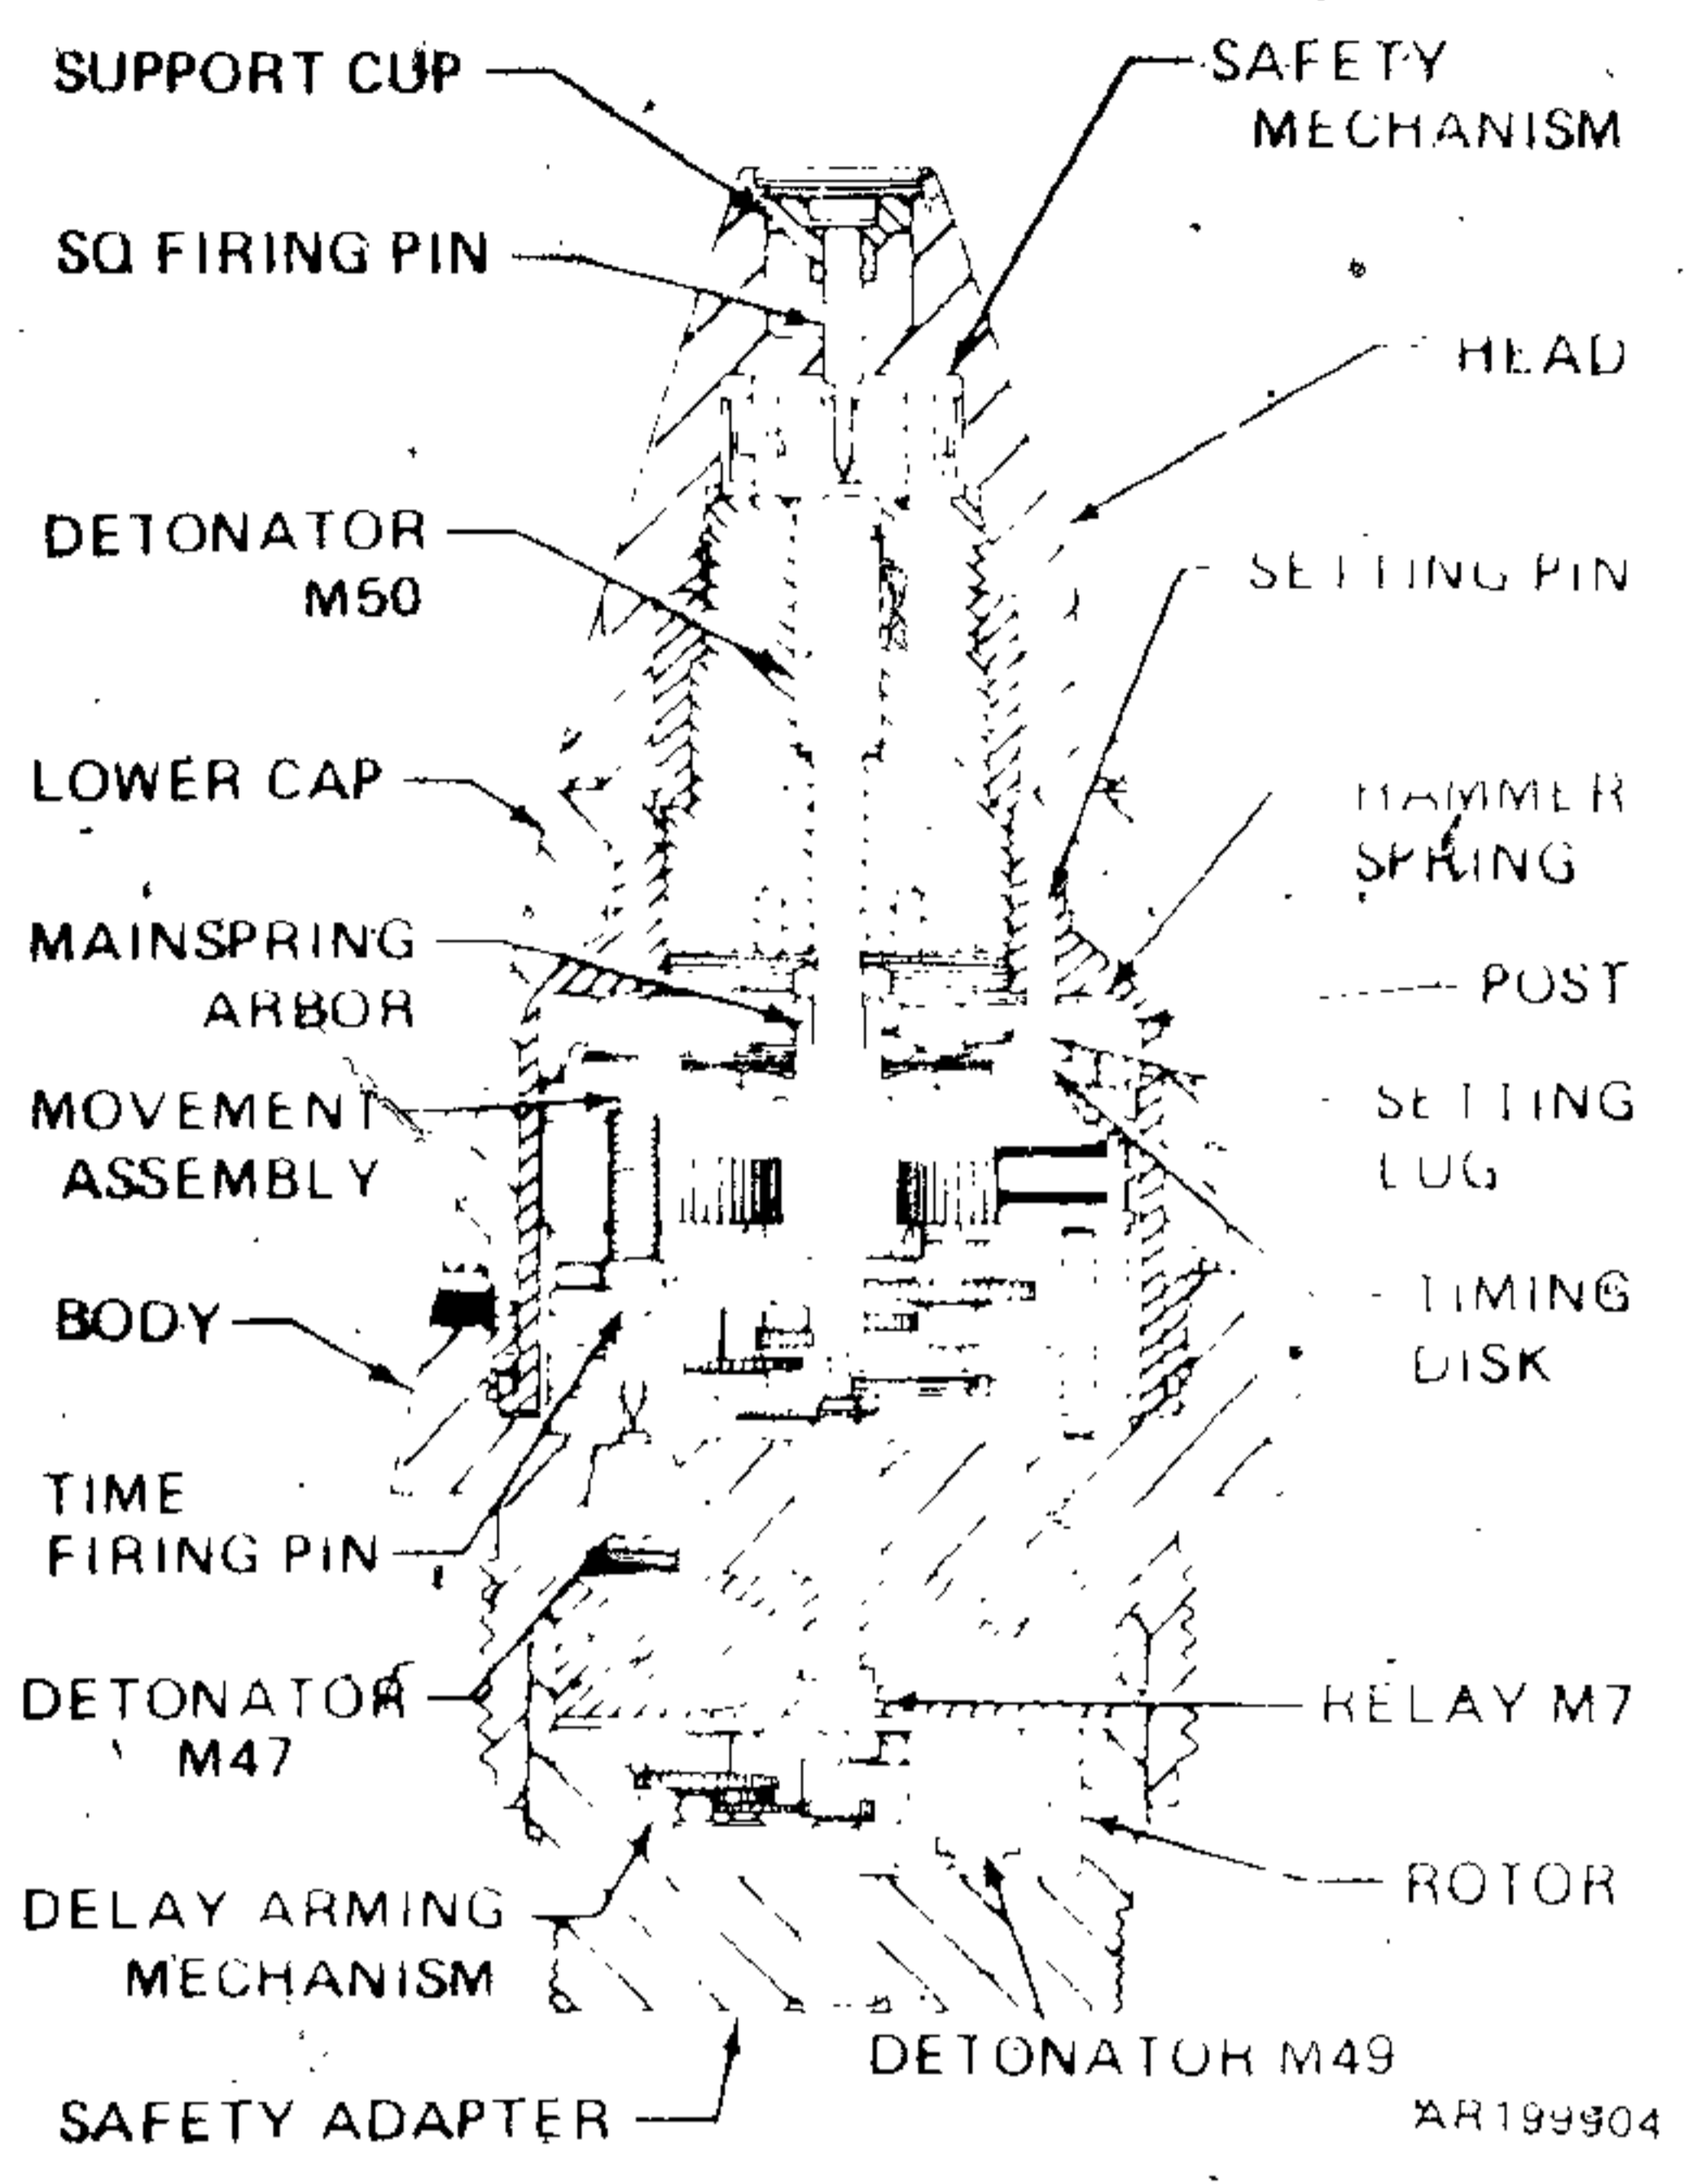 SUPPORT CUP
SQ FIRING PIN
DETONATOR
M50
LOWER CAP
MAINSPRING
ARBOR
MOVEMENT
ASSEMBLY
BODY
TIME
FIRING PIN
DETONATOR
M47
DELAY ARMING
MECHANISM
SAFETY ADAPTER
SAFETY
MECHANISM
HEAD
SETTING PIN
HAMMER
SPRING
POST
SETTING
LUG
TIMING
DISK
RELAY M7
ROTOR
DETONATOR M49
AR199904